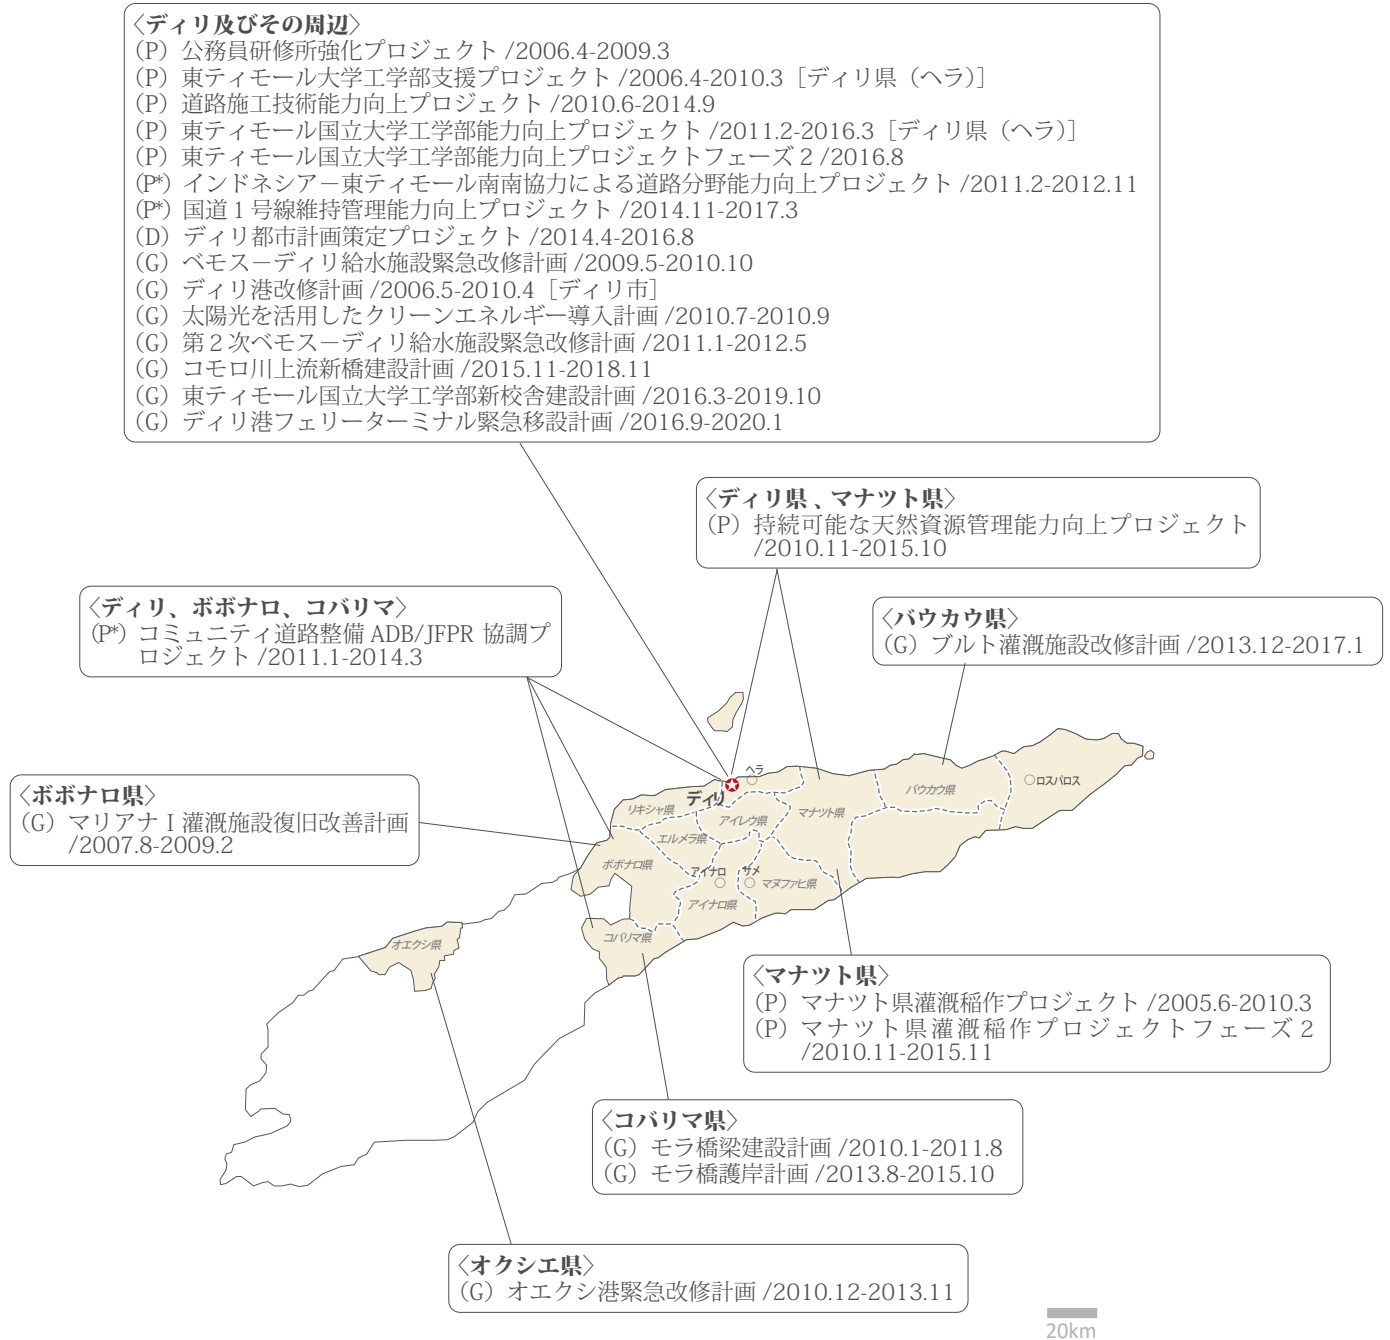 〈ディリ及びその周辺〉
（P）公務員研修所強化プロジェクト /2006.4-2009.3
（P）東ティモール大学工学部支援プロジェクト /2006.4-2010.3［ディリ県（ヘラ）］
（P）道路施工技術能力向上プロジェクト /2010.6-2014.9
（P）東ティモール国立大学工学部能力向上プロジェクト /2011.2-2016.3［ディリ県（ヘラ）］
（P）東ティモール国立大学工学部能力向上プロジェクトフェーズ 2 /2016.8
（P*）インドネシア－東ティモール南南協力による道路分野能力向上プロジェクト /2011.2-2012.11
（P*）国道 1 号線維持管理能力向上プロジェクト /2014.11-2017.3
（D）ディリ都市計画策定プロジェクト /2014.4-2016.8
（G）ベモス－ディリ給水施設緊急改修計画 /2009.5-2010.10
（G）ディリ港改修計画 /2006.5-2010.4［ディリ市］
（G）太陽光を活用したクリーンエネルギー導入計画 /2010.7-2010.9
（G）第 2 次ベモス－ディリ給水施設緊急改修計画 /2011.1-2012.5
（G）コモロ川上流新橋建設計画 /2015.11-2018.11
（G）東ティモール国立大学工学部新校舎建設計画 /2016.3-2019.10
（G）ディリ港フェリーターミナル緊急移設計画 /2016.9-2020.1
〈ディリ県 、マナツト県〉
（P）持続可能な天然資源管理能力向上プロジェクト
/2010.11-2015.10
〈ディリ、ボボナロ、コバリマ〉
（P*）コミュニティ道路整備 ADB/JFPR 協調プ
ロジェクト /2011.1-2014.3
〈バウカウ県〉
（G）ブルト灌漑施設改修計画 /2013.12-2017.1
〈ボボナロ県〉
（G）マリアナ I 灌漑施設復旧改善計画
/2007.8-2009.2
ヘラ
ディリ
ロスパロス
バウカウ県
リキシャ県
アイレウ県
マナツト県
エルメラ県
ボボナロ県
アイナロ
サメ
マヌファヒ県
アイナロ県
コバリマ県
オエクシ県
〈マナツト県〉
（P）マナツト県灌漑稲作プロジェクト /2005.6-2010.3
（P）マナツト県灌漑稲作プロジェクトフェーズ 2
/2010.11-2015.11
〈コバリマ県〉
（G）モラ橋梁建設計画 /2010.1-2011.8
（G）モラ橋護岸計画 /2013.8-2015.10
〈オクシエ県〉
（G）オエクシ港緊急改修計画 /2010.12-2013.11
20km